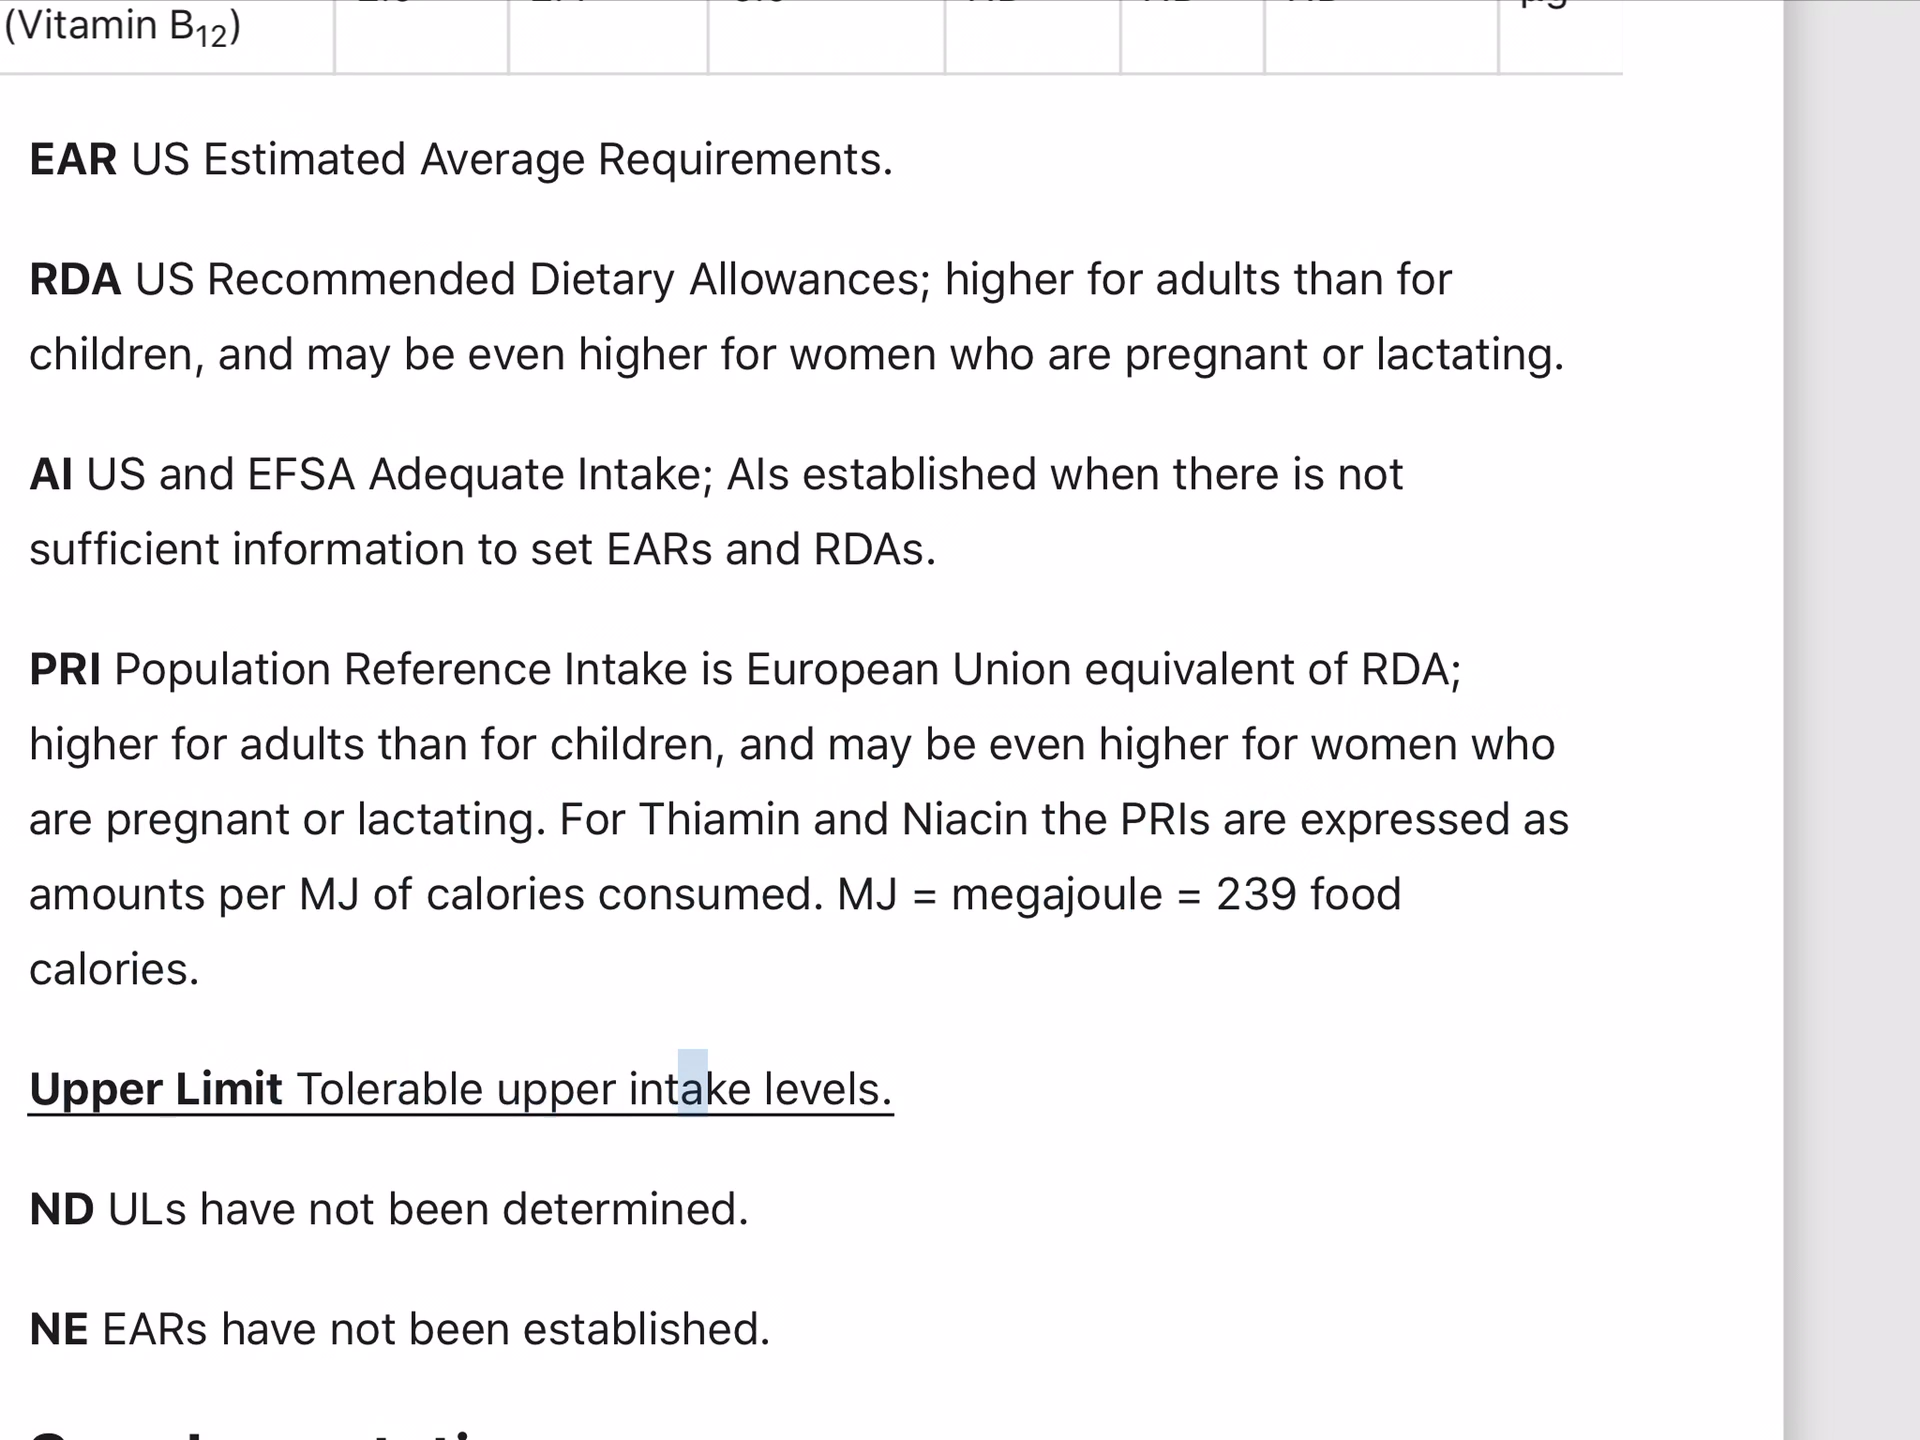 (Vitamin B₁₂)
EAR US Estimated Average Requirements.
RDA US Recommended Dietary Allowances; higher for adults than for
children, and may be even higher for women who are pregnant or lactating.
AI US and EFSA Adequate Intake; AIs established when there is not
sufficient information to set EARs and RDAs.
PRI Population Reference Intake is European Union equivalent of RDA;
higher for adults than for children, and may be even higher for women who
are pregnant or lactating. For Thiamin and Niacin the PRIs are expressed as
amounts per MJ of calories consumed. MJ = megajoule = 239 food
calories.
Upper Limit Tolerable upper intake levels.
ND ULs have not been determined.
NE EARs have not been established.